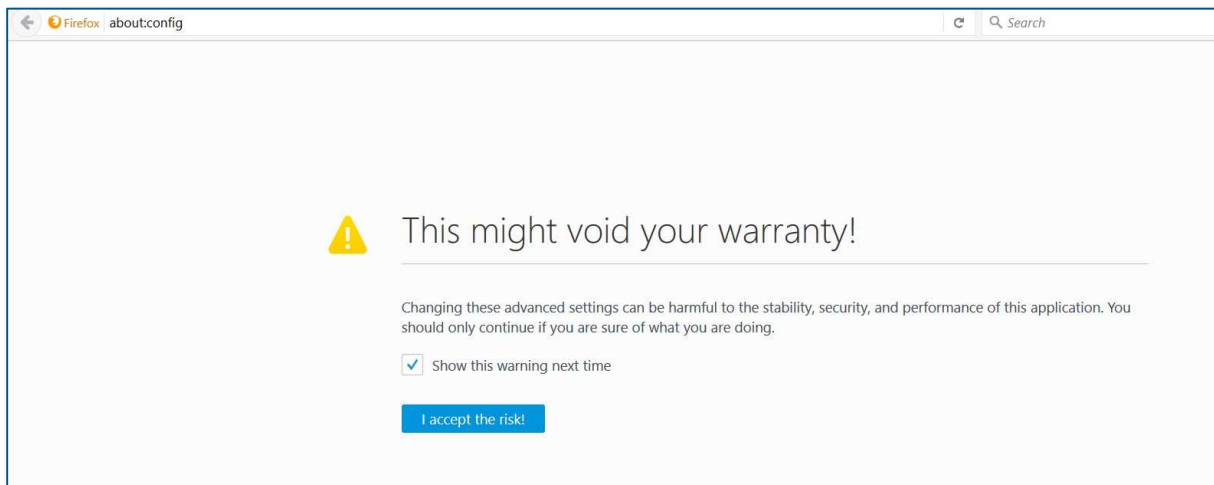 Firefox about:config
Search
This might void your warranty!
Changing these advanced settings can be harmful to the stability, security, and performance of this application. You
should only continue if you are sure of what you are doing.
Show this warning next time
I accept the risk!